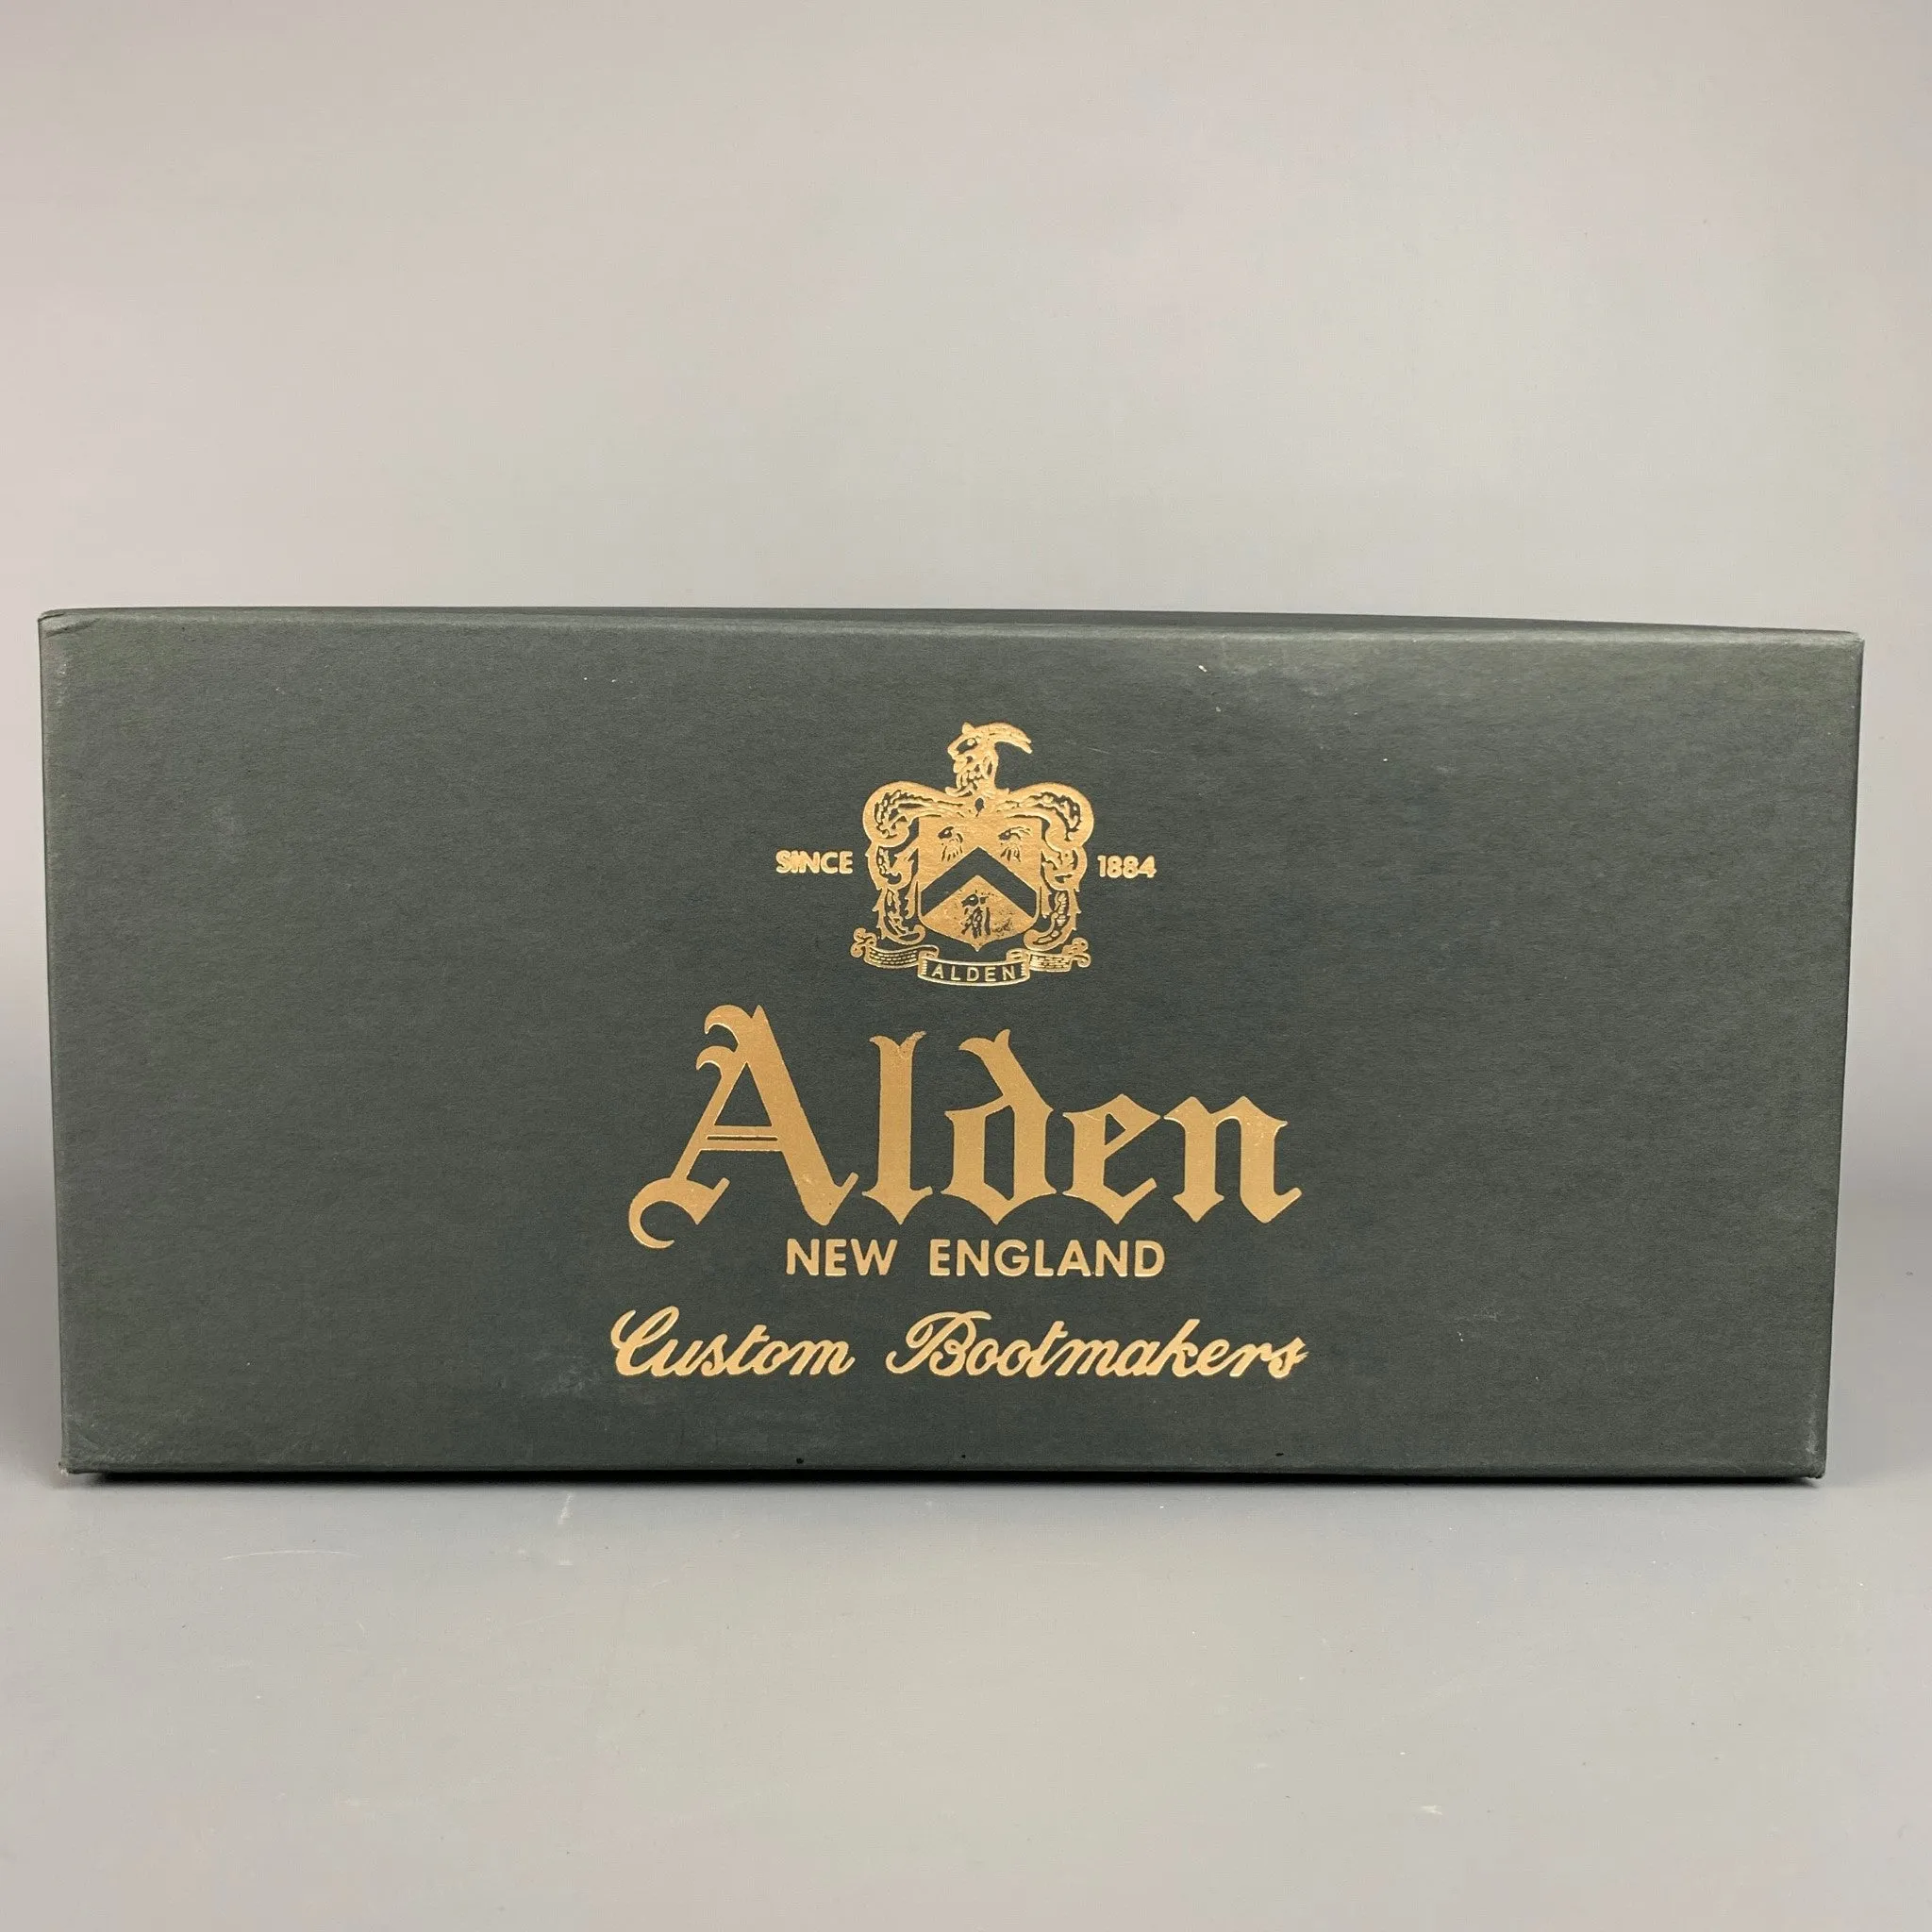 SINCE 1884
ALDEN
Alden
NEW ENGLAND
Custom Bootmakers